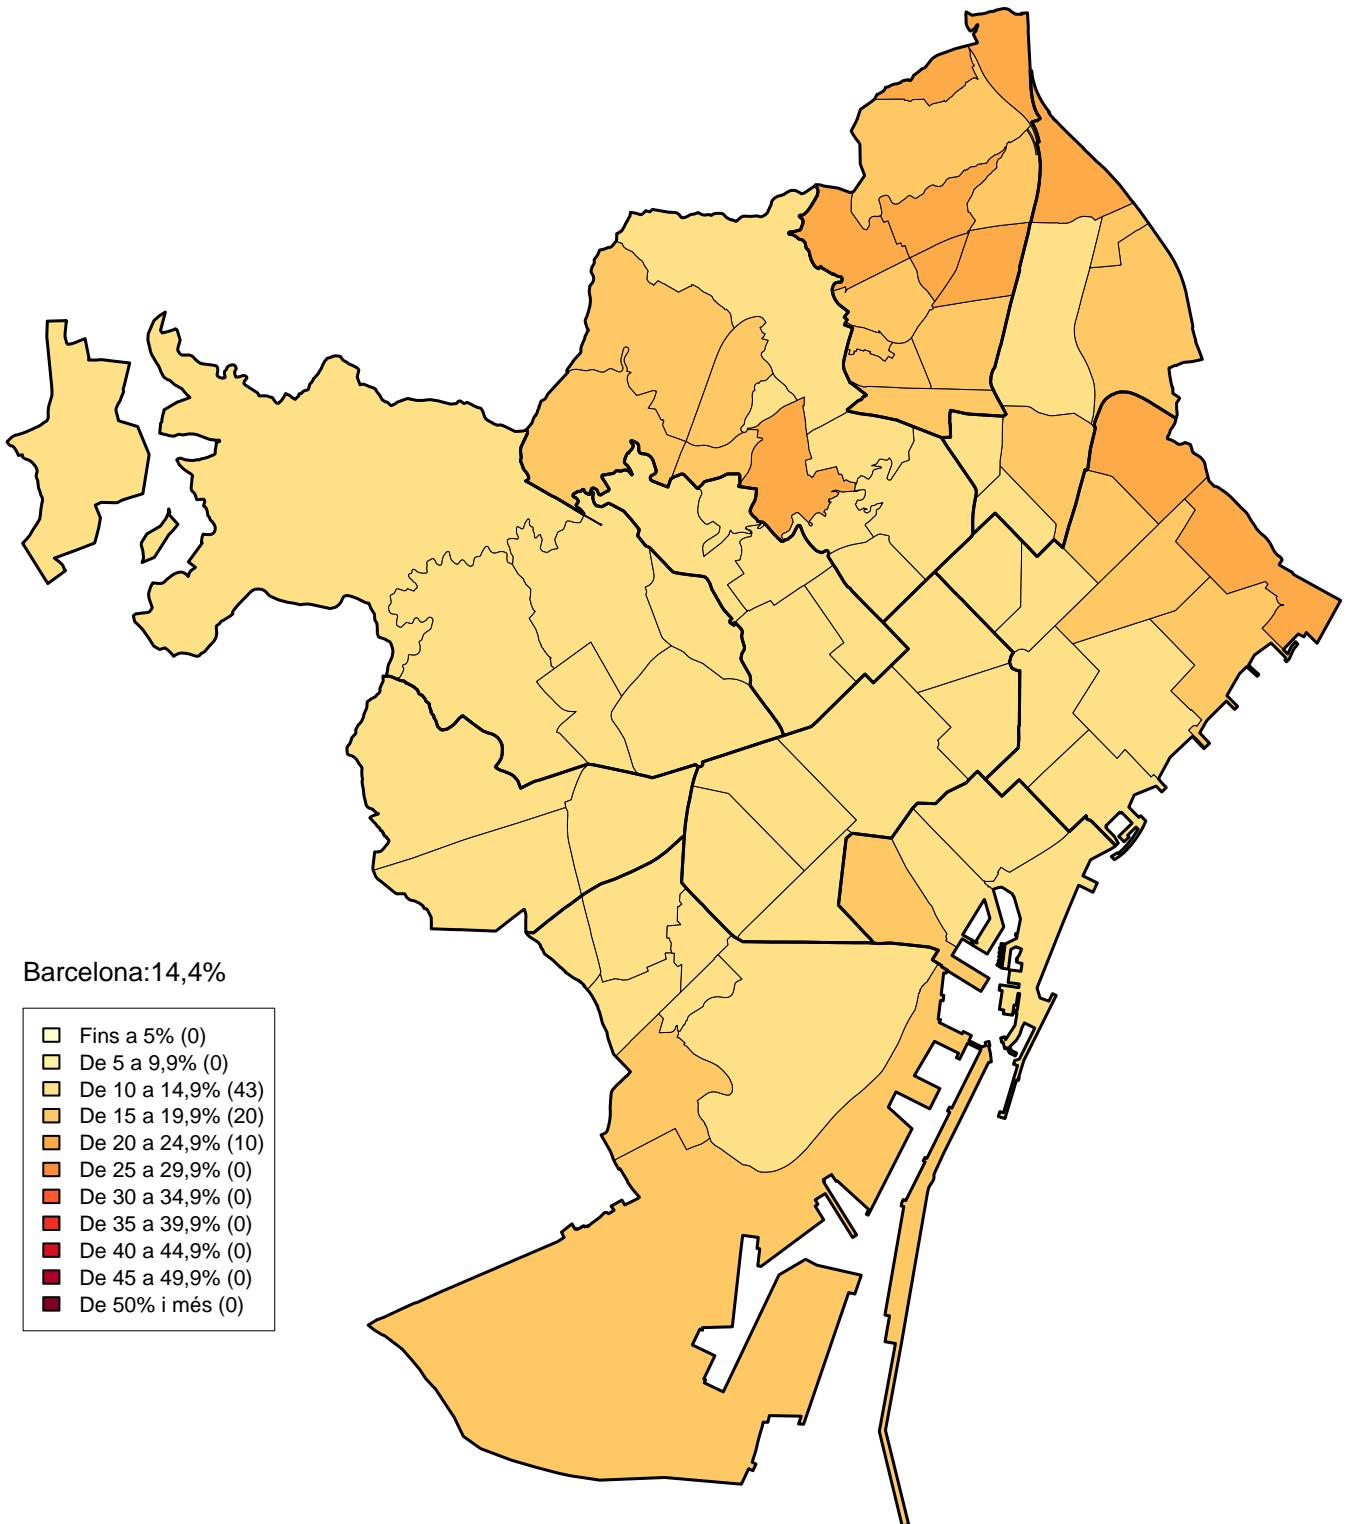 Barcelona:14,4%
Fins a 5% (0)
De 5 a 9,9% (0)
De 10 a 14,9% (43)
De 15 a 19,9% (20)
De 20 a 24,9% (10)
De 25 a 29,9% (0)
De 30 a 34,9% (0)
De 35 a 39,9% (0)
De 40 a 44,9% (0)
De 45 a 49,9% (0)
De 50% i més (0)